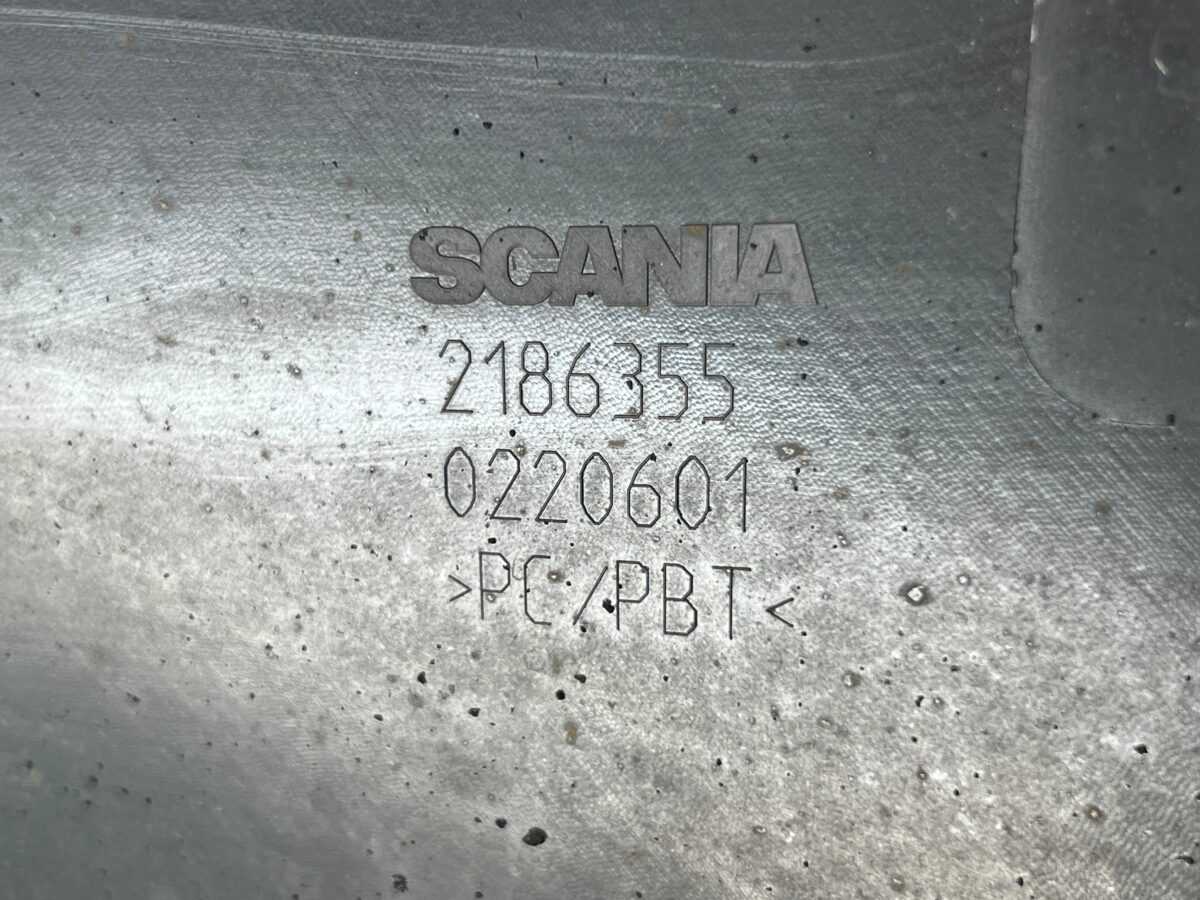 SCANIA
2186355
0220601
>PC/PBT<